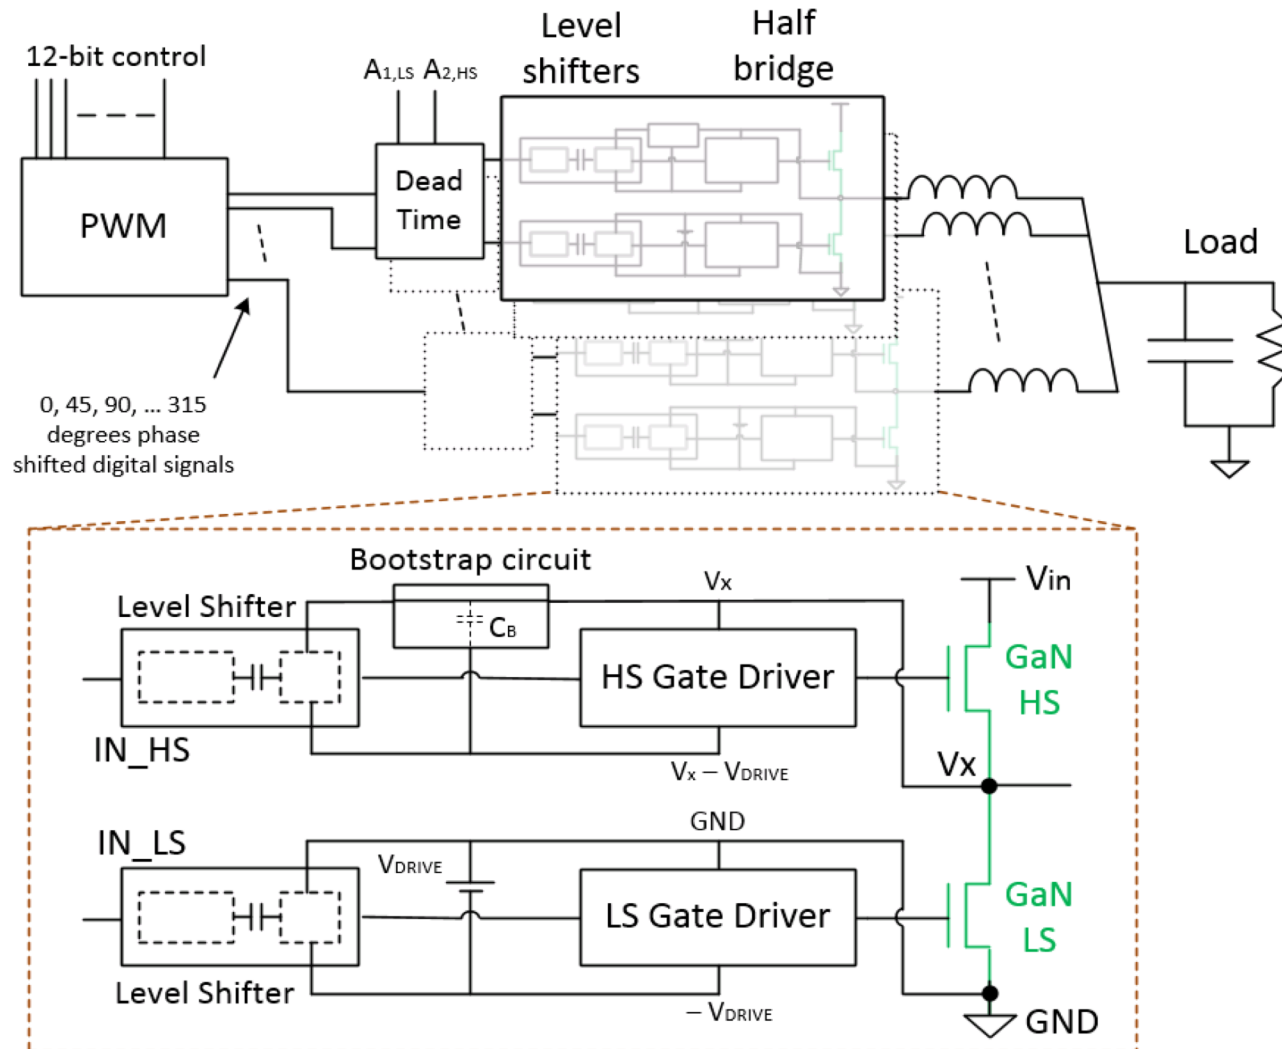 Level
shifters
Half
bridge
12-bit control
A1,LS A2,HS
PWM
Dead
Time
Load
0, 45, 90, ... 315
degrees phase
shifted digital signals
Bootstrap circuit
Level Shifter
CB
Vx
Vin
HS Gate Driver
GaN
HS
IN_HS
Vx – VDRIVE
Vx
IN_LS
GND
VDRIVE
LS Gate Driver
GaN
LS
Level Shifter
– VDRIVE
GND